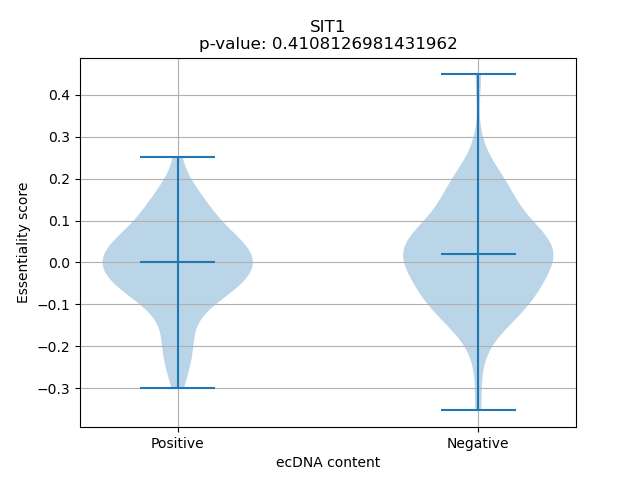 SIT1
p-value: 0.4108126981431962
Essentiality score
0.4
0.3
0.2
0.1
0.0
−0.1
−0.2
−0.3
Positive
Negative
ecDNA content